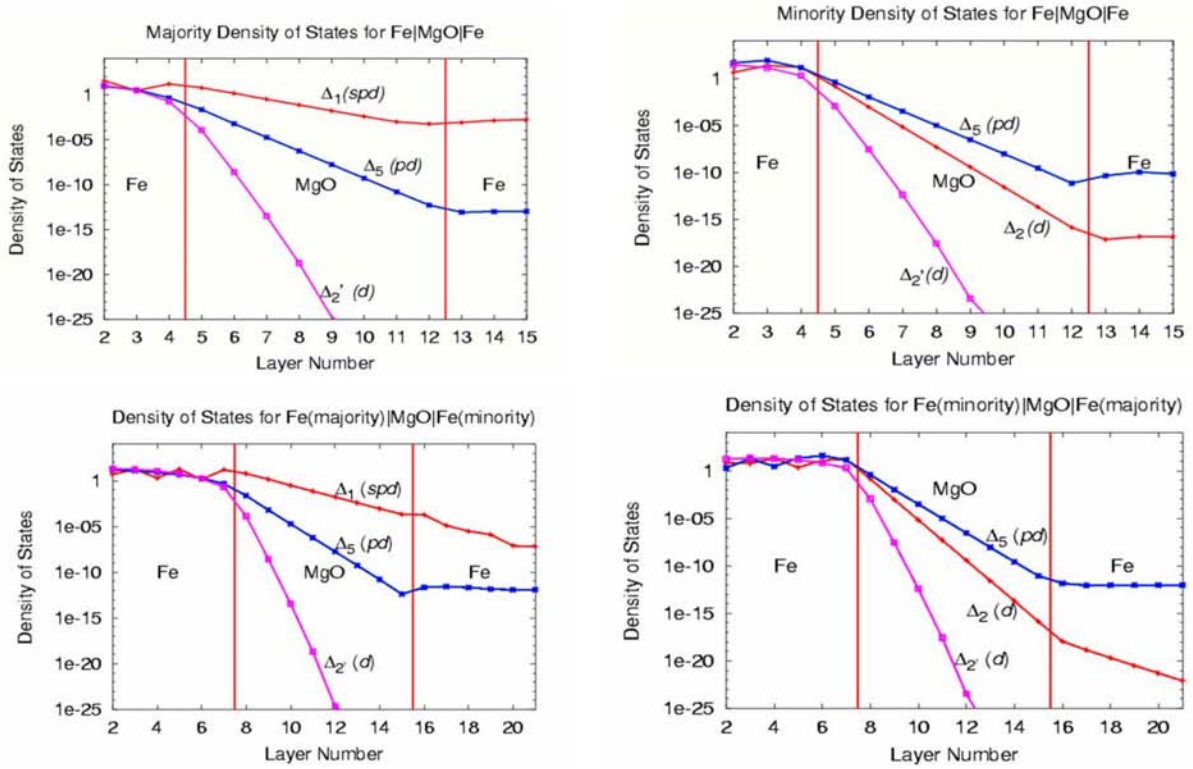 Majority Density of States for Fe|MgO|Fe
Density of States
1
1e-05
1e-10
1e-15
1e-20
1e-25
Δ₁(spd)
Δ₅ (pd)
Fe
MgO
Fe
Δ₂' (d)
2 3 4 5 6 7 8 9 10 11 12 13 14 15
Layer Number
Minority Density of States for Fe|MgO|Fe
Density of States
1
1e-05
1e-10
1e-15
1e-20
1e-25
Δ₅ (pd)
Fe
Fe
MgO
Δ₂(d)
Δ₂'(d)
2 3 4 5 6 7 8 9 10 11 12 13 14 15
Layer Number
Density of States for Fe(majority)|MgO|Fe(minority)
Density of States
1
1e-05
1e-10
1e-15
1e-20
1e-25
Δ₁ (spd)
Δ₅ (pd)
Fe
MgO
Fe
Δ₂' (d)
2 4 6 8 10 12 14 16 18 20
Layer Number
Density of States for Fe(minority)|MgO|Fe(majority)
Density of States
1
1e-05
1e-10
1e-15
1e-20
1e-25
MgO
Δ₅ (pd)
Fe
Fe
Δ₂ (d)
Δ₂' (d)
2 4 6 8 10 12 14 16 18 20
Layer Number